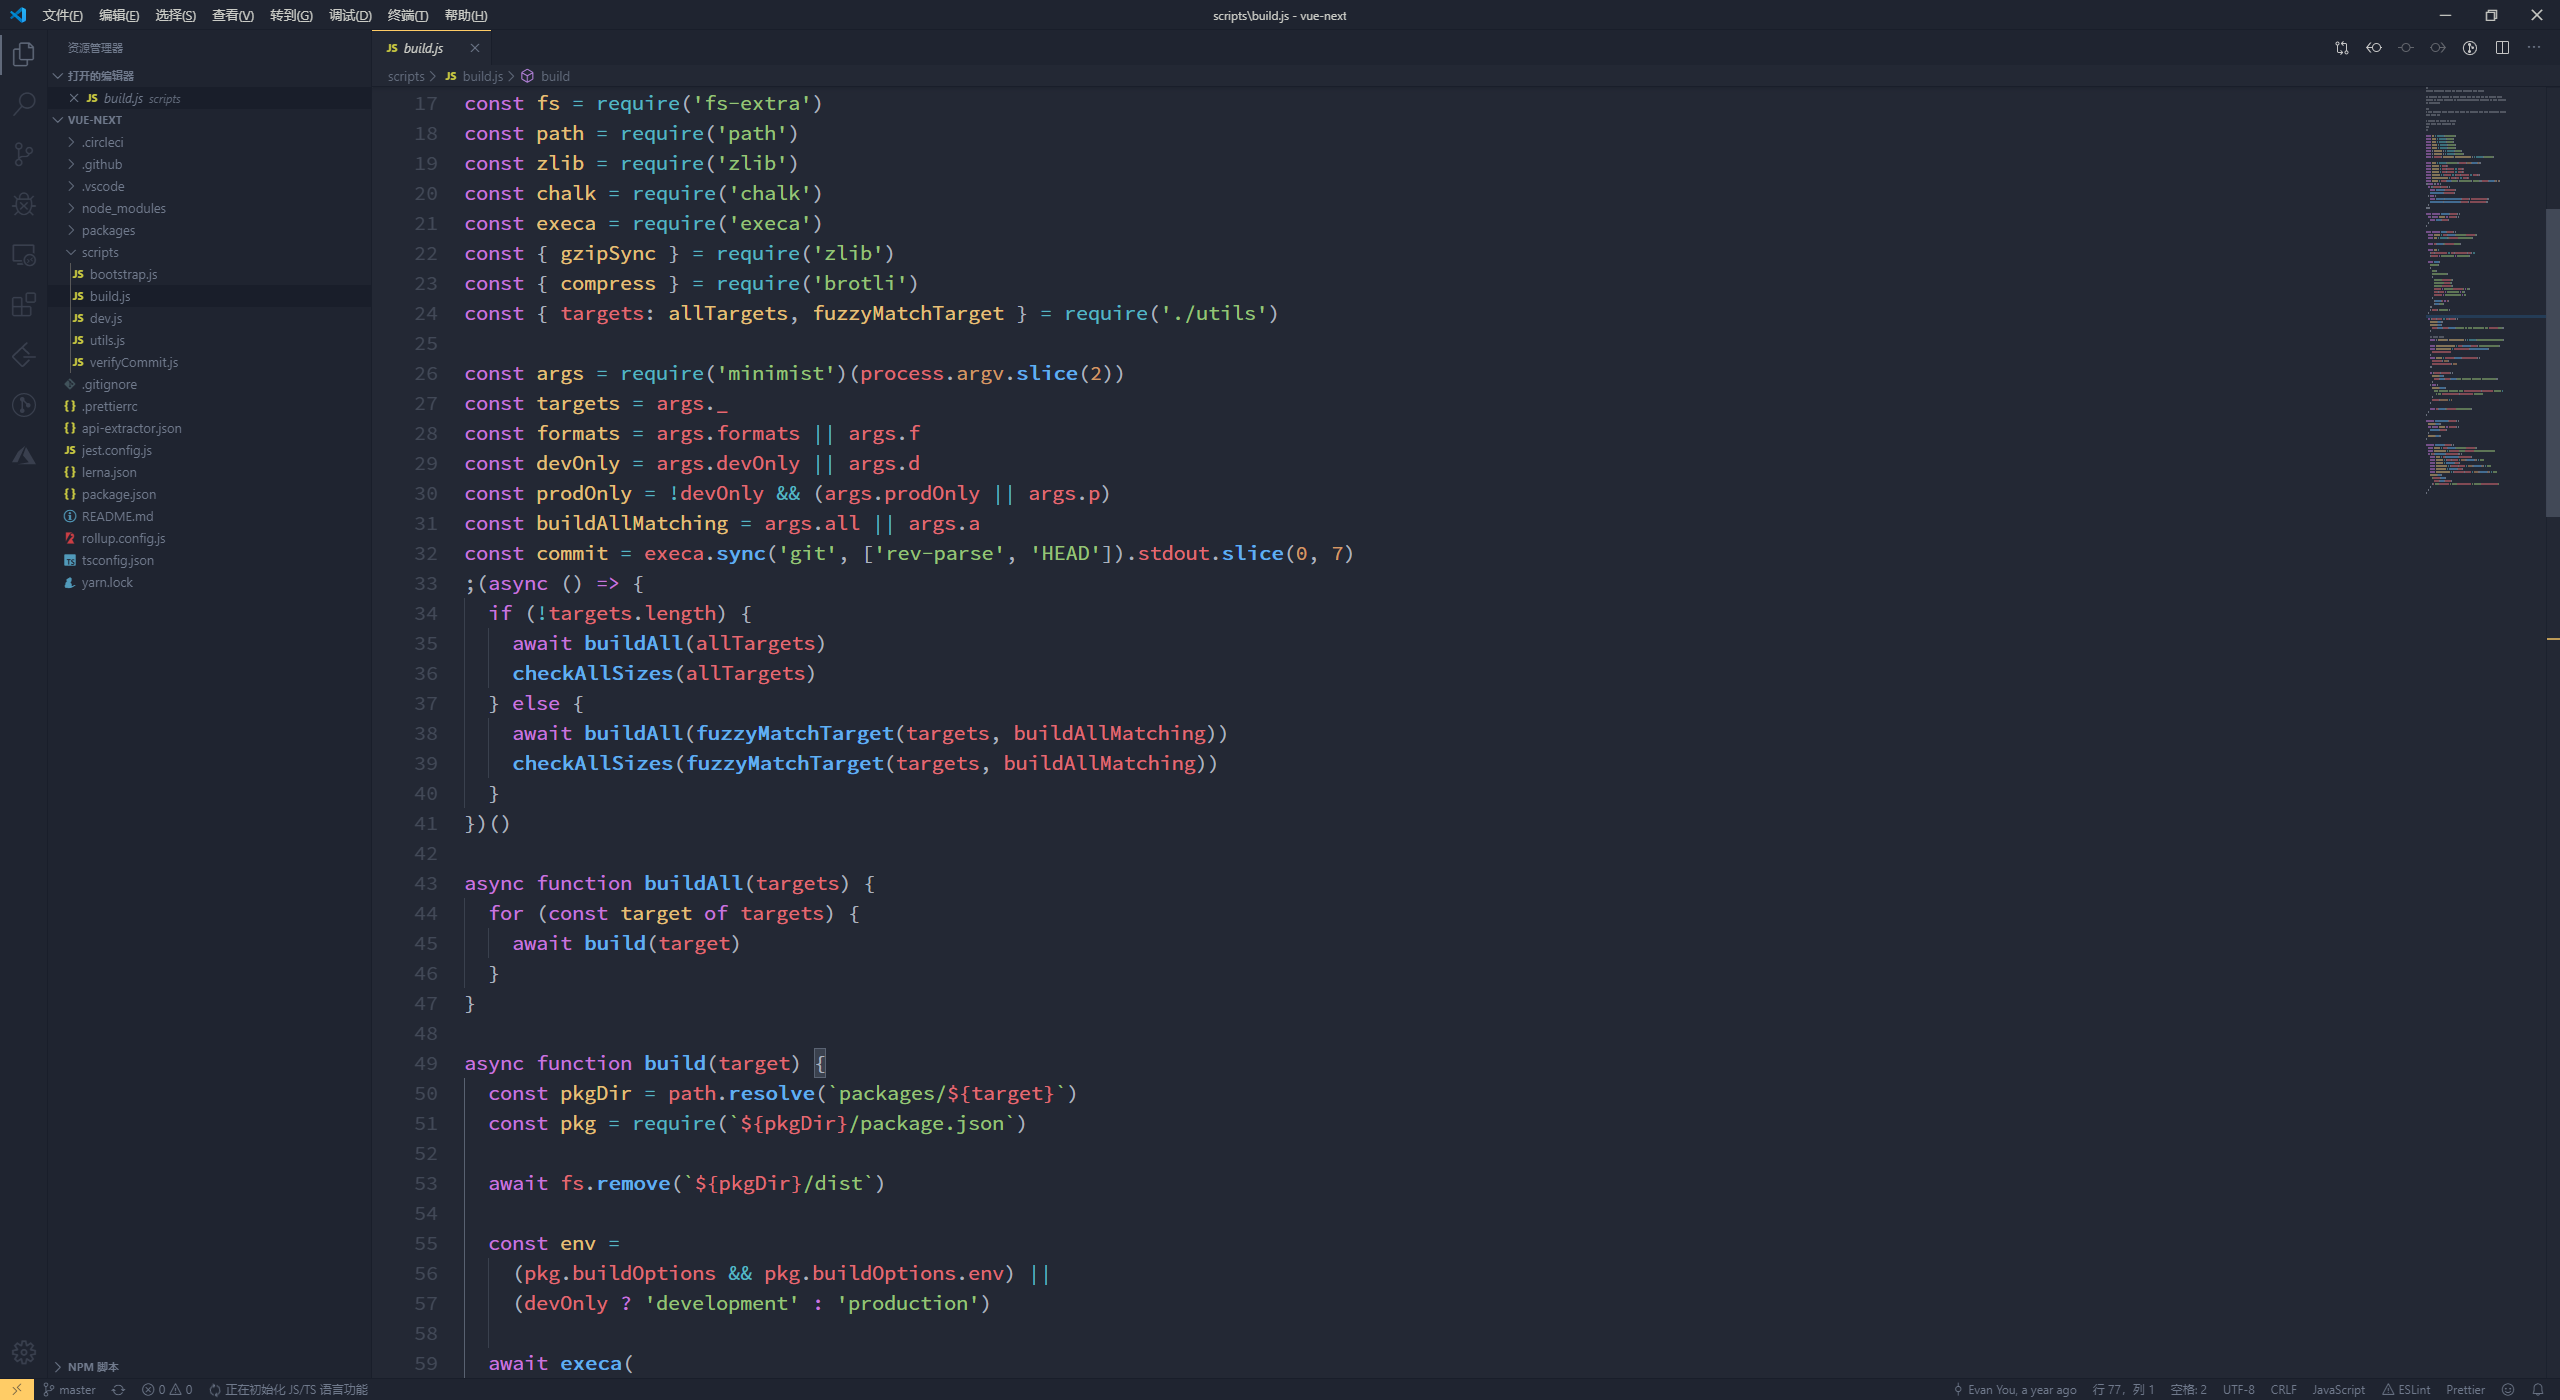 文件(F) 编辑(E) 选择(S) 查看(V) 转到(G) 调试(D) 终端(T) 帮助(H)
scripts\build.js - vue-next
资源管理器
打开的编辑器
JS build.js scripts
VUE-NEXT
.circleci
.github
.vscode
node_modules
packages
scripts
JS bootstrap.js
JS build.js
JS dev.js
JS utils.js
JS verifyCommit.js
.gitignore
{} .prettierrc
{} api-extractor.json
JS jest.config.js
{} lerna.json
{} package.json
README.md
rollup.config.js
TS tsconfig.json
yarn.lock
NPM 脚本
JS build.js
scripts > JS build.js > build
17 const fs = require('fs-extra')
18 const path = require('path')
19 const zlib = require('zlib')
20 const chalk = require('chalk')
21 const execa = require('execa')
22 const { gzipSync } = require('zlib')
23 const { compress } = require('brotli')
24 const { targets: allTargets, fuzzyMatchTarget } = require('./utils')
25
26 const args = require('minimist')(process.argv.slice(2))
27 const targets = args._
28 const formats = args.formats || args.f
29 const devOnly = args.devOnly || args.d
30 const prodOnly = !devOnly && (args.prodOnly || args.p)
31 const buildAllMatching = args.all || args.a
32 const commit = execa.sync('git', ['rev-parse', 'HEAD']).stdout.slice(0, 7)
33 ;(async () => {
34   if (!targets.length) {
35     await buildAll(allTargets)
36     checkAllSizes(allTargets)
37   } else {
38     await buildAll(fuzzyMatchTarget(targets, buildAllMatching))
39     checkAllSizes(fuzzyMatchTarget(targets, buildAllMatching))
40   }
41 })()
42
43 async function buildAll(targets) {
44   for (const target of targets) {
45     await build(target)
46   }
47 }
48
49 async function build(target) {
50   const pkgDir = path.resolve(`packages/${target}`)
51   const pkg = require(`${pkgDir}/package.json`)
52
53   await fs.remove(`${pkgDir}/dist`)
54
55   const env =
56     (pkg.buildOptions && pkg.buildOptions.env) ||
57     (devOnly ? 'development' : 'production')
58
59   await execa(
master 0 0 正在初始化 JS/TS 语言功能
Evan You, a year ago 行 77，列 1 空格: 2 UTF-8 CRLF JavaScript ESLint Prettier